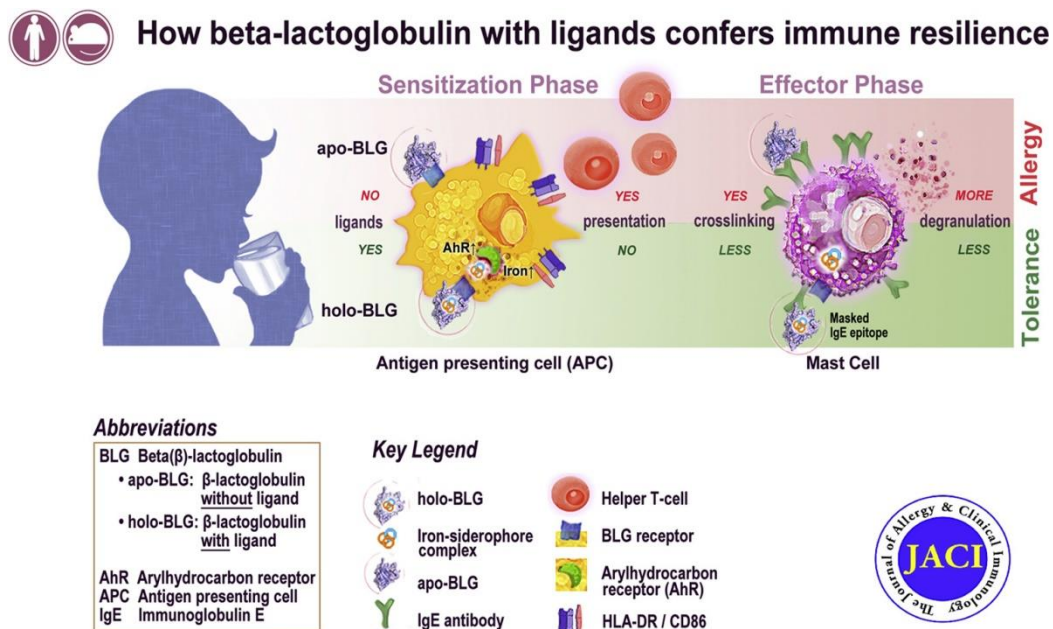 How beta-lactoglobulin with ligands confers immune resilience
Sensitization Phase
Effector Phase
apo-BLG
NO
ligands
YES
AhR↑
Iron↑
holo-BLG
YES
presentation
NO
YES
crosslinking
LESS
MORE
degranulation
LESS
Masked
IgE epitope
Allergy
Tolerance
Antigen presenting cell (APC)
Mast Cell
Abbreviations
BLG Beta(β)-lactoglobulin
• apo-BLG: β-lactoglobulin
without ligand
• holo-BLG: β-lactoglobulin
with ligand
AhR Arylhydrocarbon receptor
APC Antigen presenting cell
IgE Immunoglobulin E
Key Legend
holo-BLG
Iron-siderophore
complex
apo-BLG
IgE antibody
Helper T-cell
BLG receptor
Arylhydrocarbon
receptor (AhR)
HLA-DR / CD86
The Journal of Allergy & Clinical Immunology
JACI